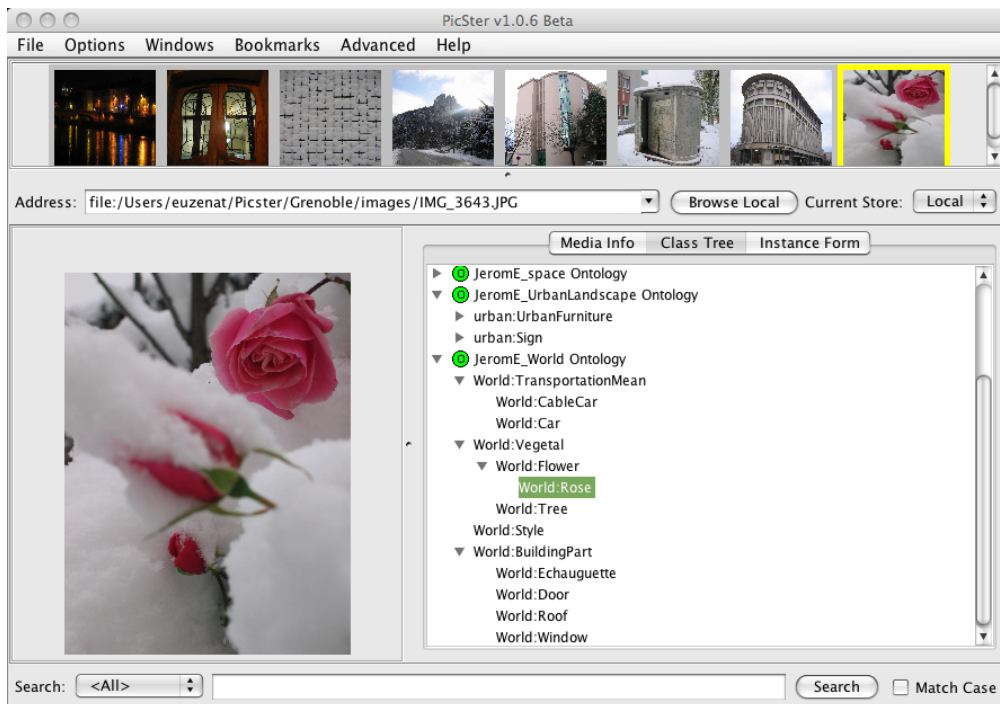 PicSter v1.0.6 Beta
File Options Windows Bookmarks Advanced Help
Address: file:/Users/euzenat/Picster/Grenoble/images/IMG_3643.JPG Browse Local Current Store: Local
Media Info Class Tree Instance Form
JeromE_space Ontology
JeromE_UrbanLandscape Ontology
urban:UrbanFurniture
urban:Sign
JeromE_World Ontology
World:TransportationMean
World:CableCar
World:Car
World:Vegetal
World:Flower
World:Rose
World:Tree
World:Style
World:BuildingPart
World:Echauguette
World:Door
World:Roof
World:Window
Search: <All> Search Match Case